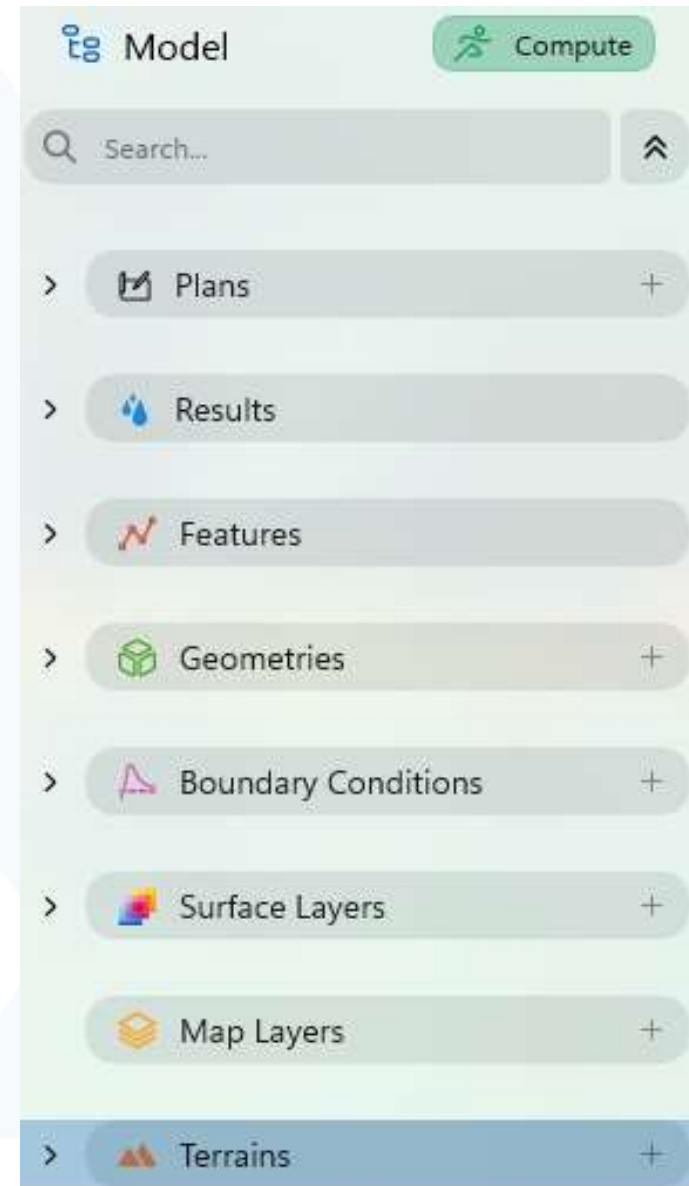 Model
Compute
Search...
Plans
Results
Features
Geometries
Boundary Conditions
Surface Layers
Map Layers
Terrains